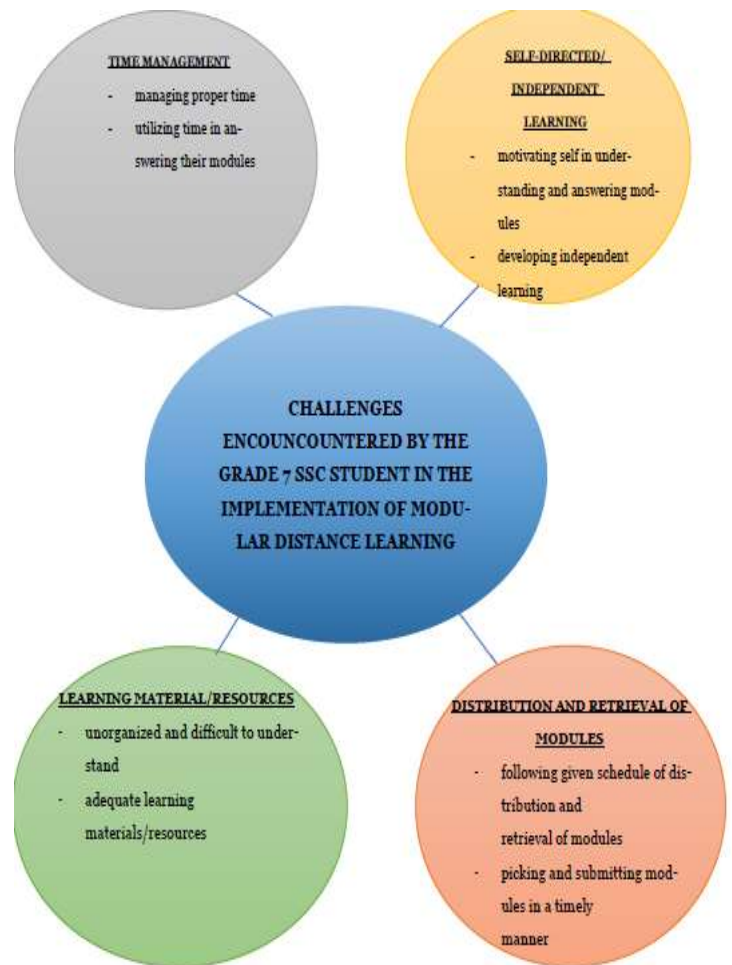 TIME MANAGEMENT
- managing proper time
- utilizing time in an-
swering their modules
SELF-DIRECTED/
INDEPENDENT
LEARNING
- motivating self in under-
standing and answering mod-
ules
- developing independent
learning
CHALLENGES
ENCOUNCOUNTERED BY THE
GRADE 7 SSC STUDENT IN THE
IMPLEMENTATION OF MODU-
LAR DISTANCE LEARNING
LEARNING MATERIAL/RESOURCES
- unorganized and difficult to under-
stand
- adequate learning
materials/resources
DISTRIBUTION AND RETRIEVAL OF
MODULES
- following given schedule of dis-
tribution and
retrieval of modules
- picking and submitting mod-
ules in a timely
manner